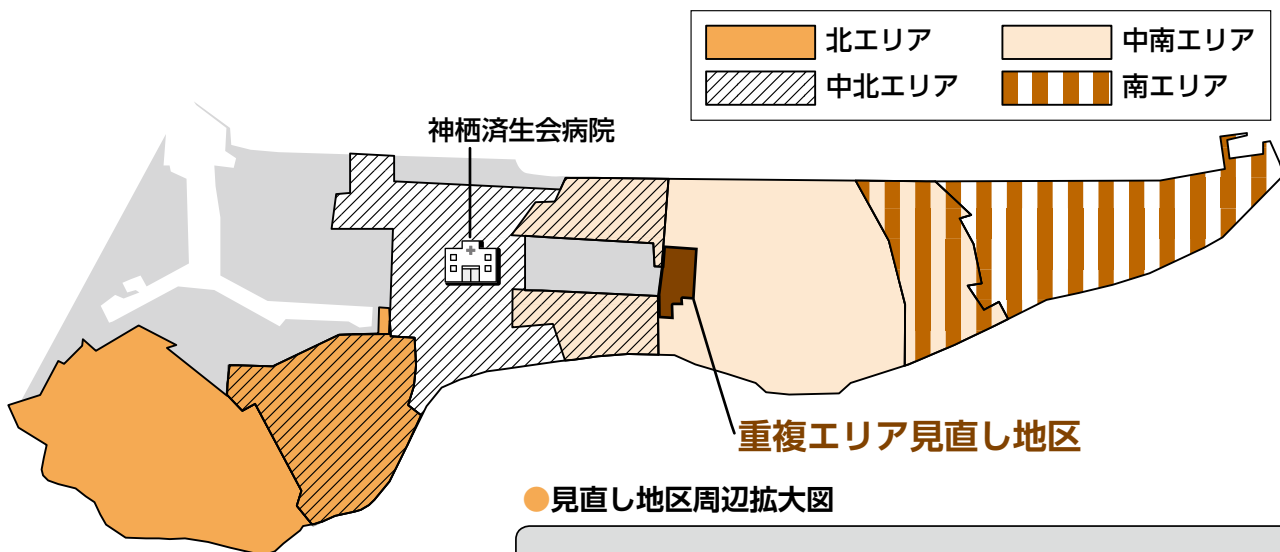 北エリア
中南エリア
中北エリア
南エリア
神栖済生会病院
重複エリア見直し地区
●見直し地区周辺拡大図